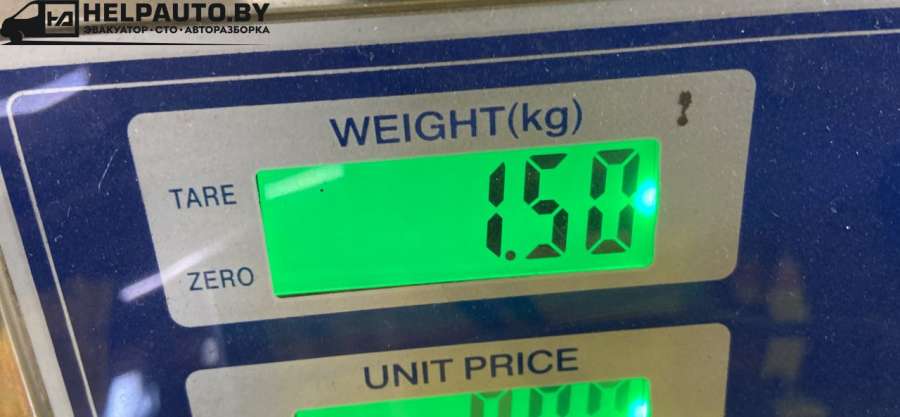 HELPAUTO.BY
ЭВАКУАТОР·СТО·АВТОРАЗБОРКА
WEIGHT(kg)
TARE
1.50
ZERO
UNIT PRICE